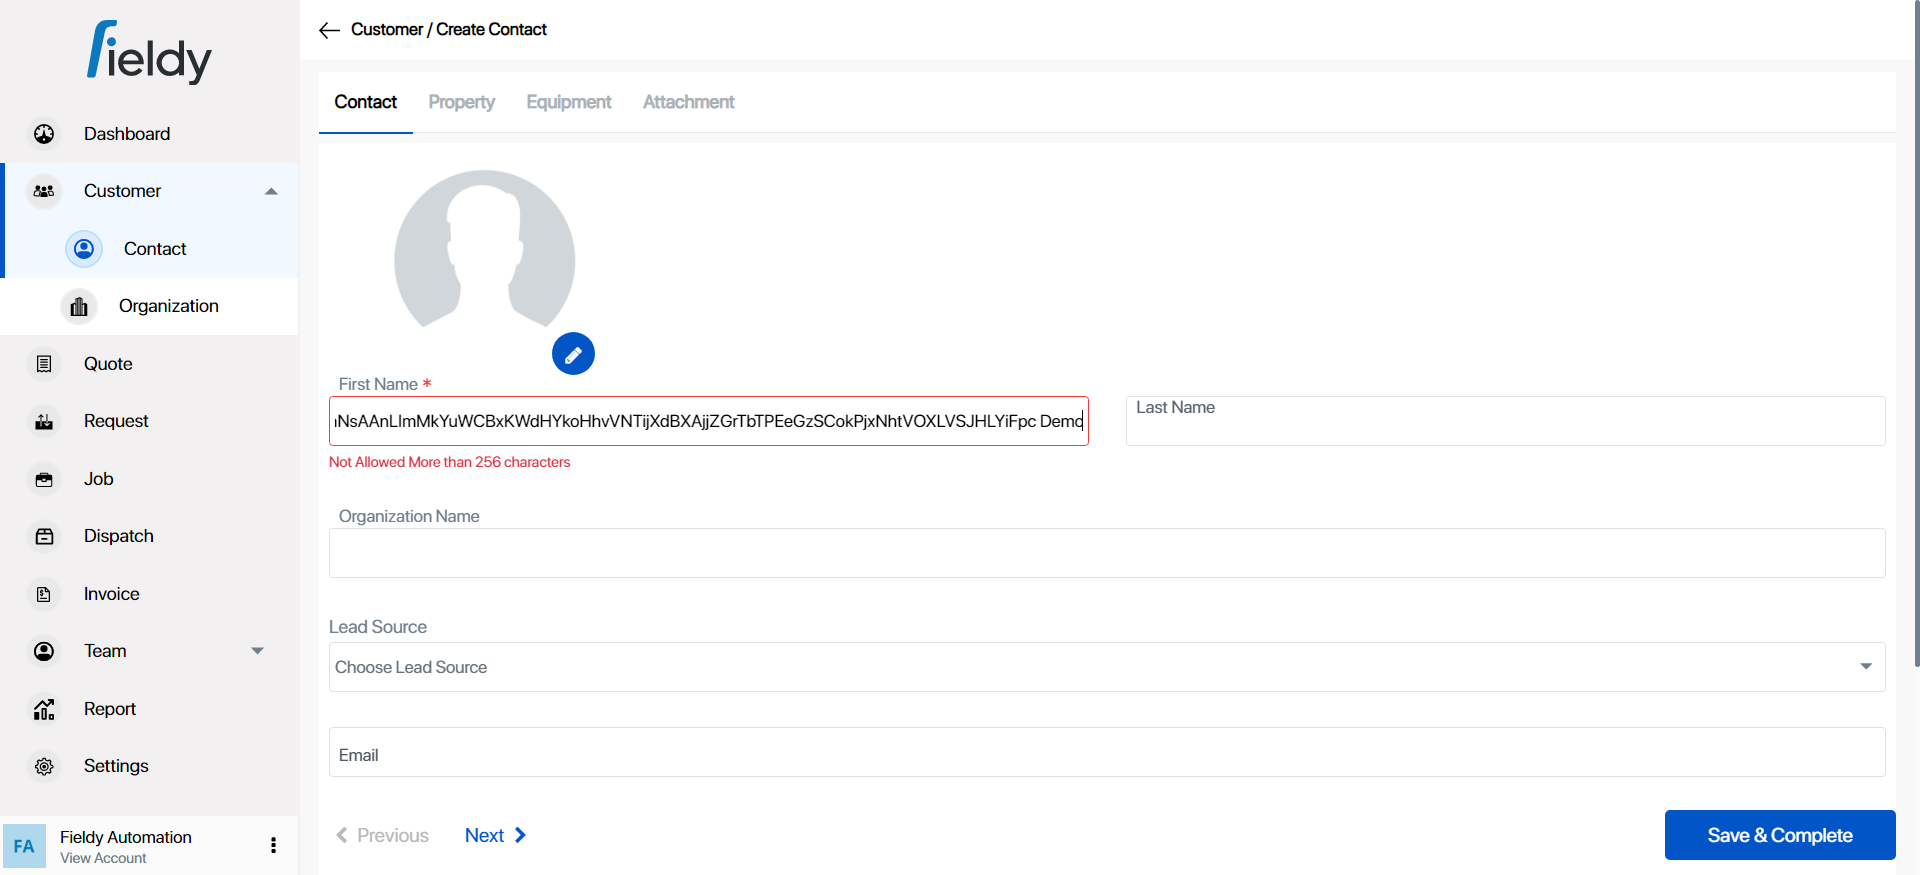 fieldy
Customer / Create Contact
Contact Property Equipment Attachment
Dashboard
Customer
Contact
Organization
Quote
Request
Job
Dispatch
Invoice
Team
Report
Settings
FA Fieldy Automation
View Account
First Name *
Demo
Last Name
Not Allowed More than 256 characters
Organization Name
Lead Source
Choose Lead Source
Email
Previous Next
Save & Complete